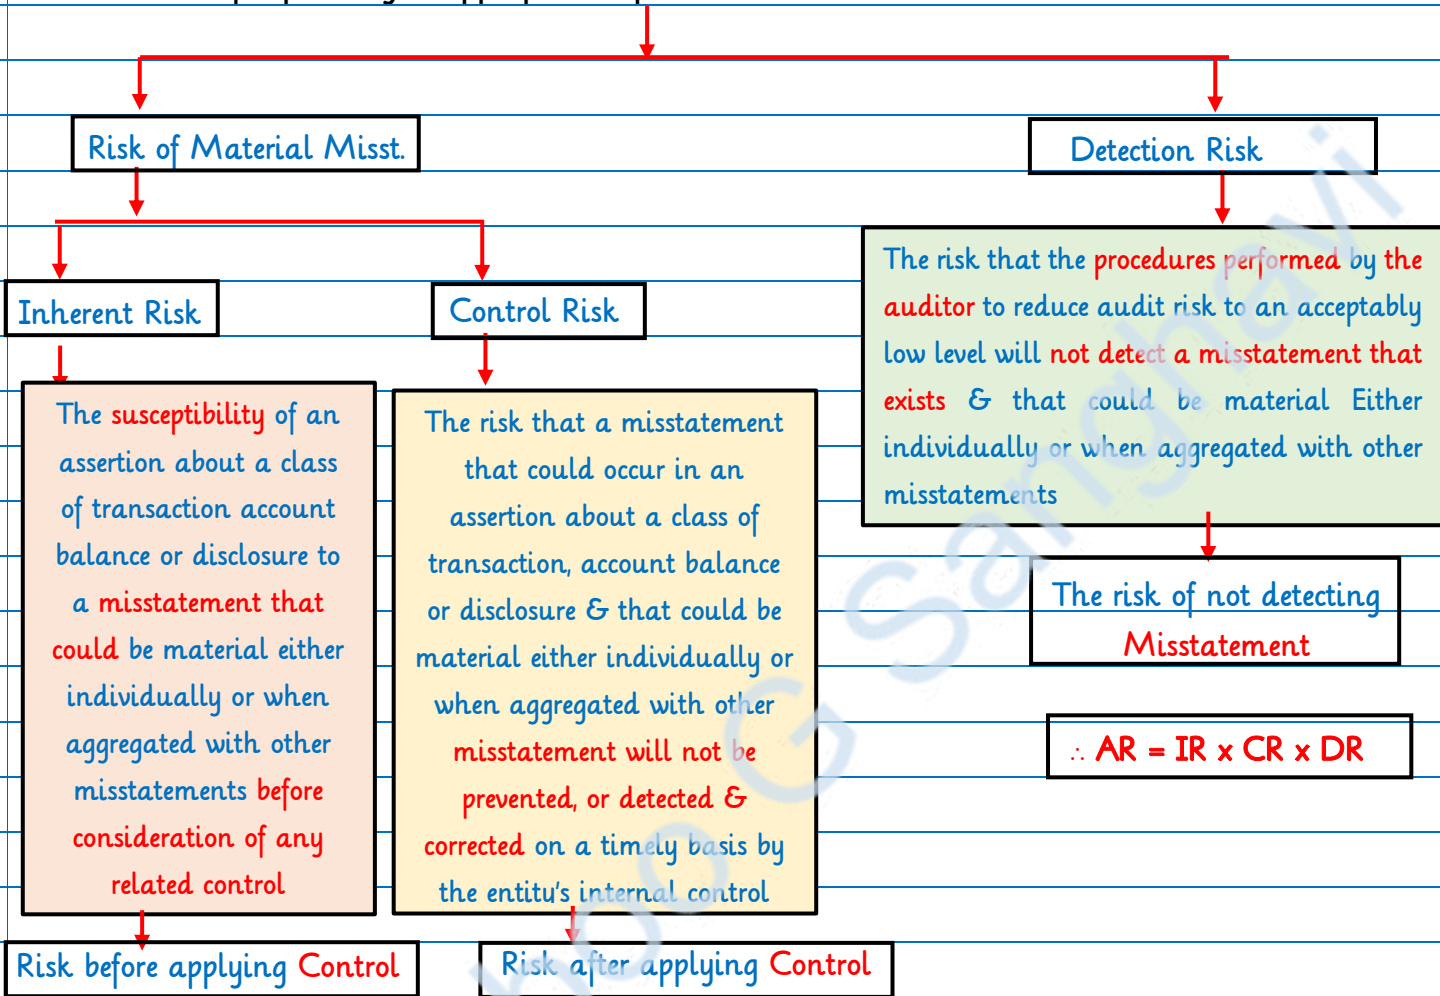 Risk of Material Misst.
Detection Risk
Inherent Risk
Control Risk
The susceptibility of an
assertion about a class
of transaction account
balance or disclosure to
a misstatement that
could be material either
individually or when
aggregated with other
misstatements before
consideration of any
related control
Risk before applying Control
The risk that a misstatement
that could occur in an
assertion about a class of
transaction, account balance
or disclosure & that could be
material either individually or
when aggregated with other
misstatement will not be
prevented, or detected &
corrected on a timely basis by
the entity's internal control
Risk after applying Control
The risk that the procedures performed by the
auditor to reduce audit risk to an acceptably
low level will not detect a misstatement that
exists & that could be material Either
individually or when aggregated with other
misstatements
The risk of not detecting
Misstatement
∴ AR = IR x CR x DR
G Sanghavi